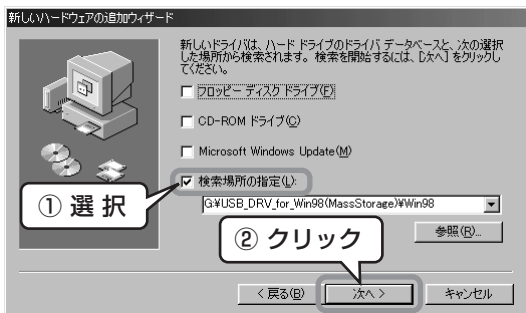 新しいハードウェアの追加ウィザード
新しいドライバは、ハード ドライブのドライバ データベースと、次の選択
した場所から検索されます。検索を開始するには、[次へ] をクリックし
てください。
フロッピー ディスク ドライブ(F)
CD-ROM ドライブ(C)
Microsoft Windows Update(M)
検索場所の指定(L):
① 選 択
G:¥USB_DRV_for_Win98(MassStorage)¥Win98
② クリック
参照(R)...
< 戻る(B)
次へ >
キャンセル